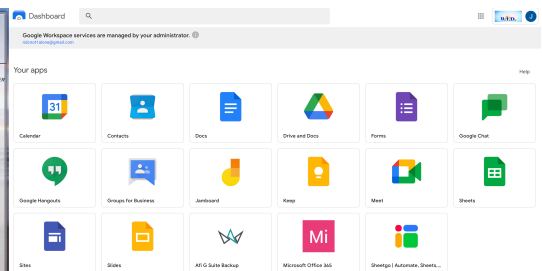 Dashboard
Google Workspace services are managed by your administrator.
Your apps
Help
31
Calendar
Contacts
Docs
Drive and Docs
Forms
Google Chat
Google Hangouts
Groups for Business
Jamboard
Keep
Meet
Sheets
Sites
Slides
Afi G Suite Backup
Mi
Microsoft Office 365
Sheetgo | Automate, Sheets,...
J